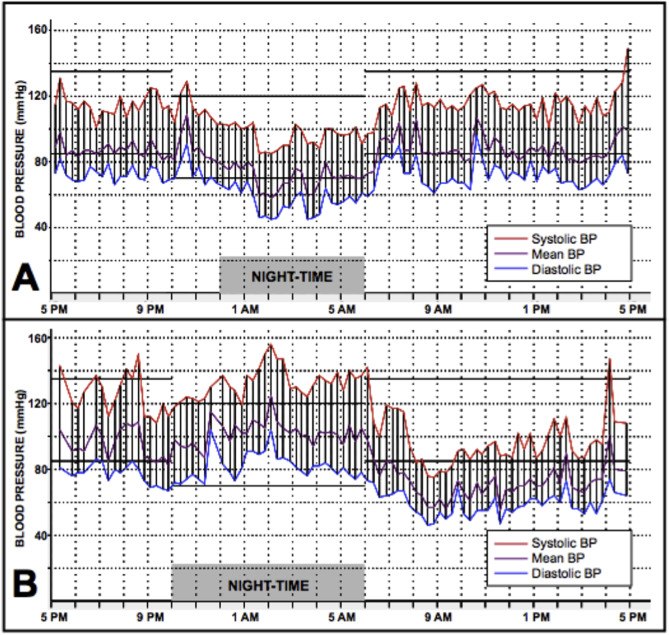 160
120
80
40
BLOOD PRESSURE (mmHg)
A
NIGHT-TIME
Systolic BP
Mean BP
Diastolic BP
5 PM 9 PM 1 AM 5 AM 9AM 1 PM 5 PM
160
120
80
40
BLOOD PRESSURE (mmHg)
B
NIGHT-TIME
Systolic BP
Mean BP
Diastolic BP
5 PM 9 PM 1 AM 5 AM 9 AM 1 PM 5 PM